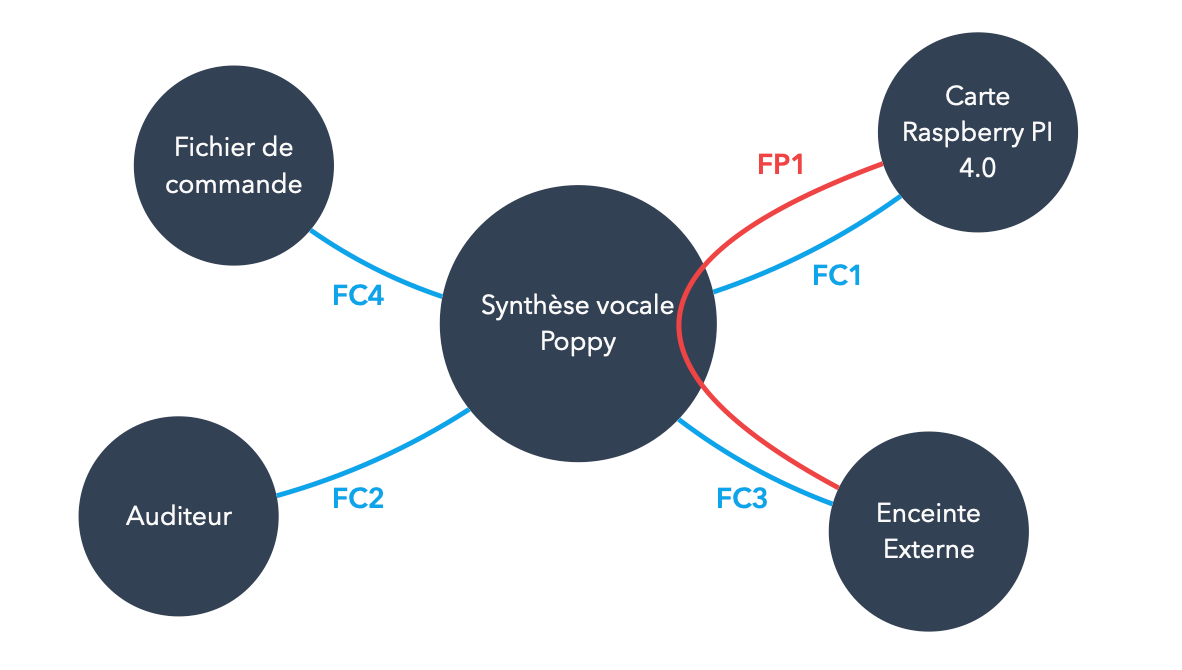 Carte
Raspberry PI
4.0
Fichier de
commande
FP1
FC1
FC4
Synthèse vocale
Poppy
FC2
FC3
Auditeur
Enceinte
Externe